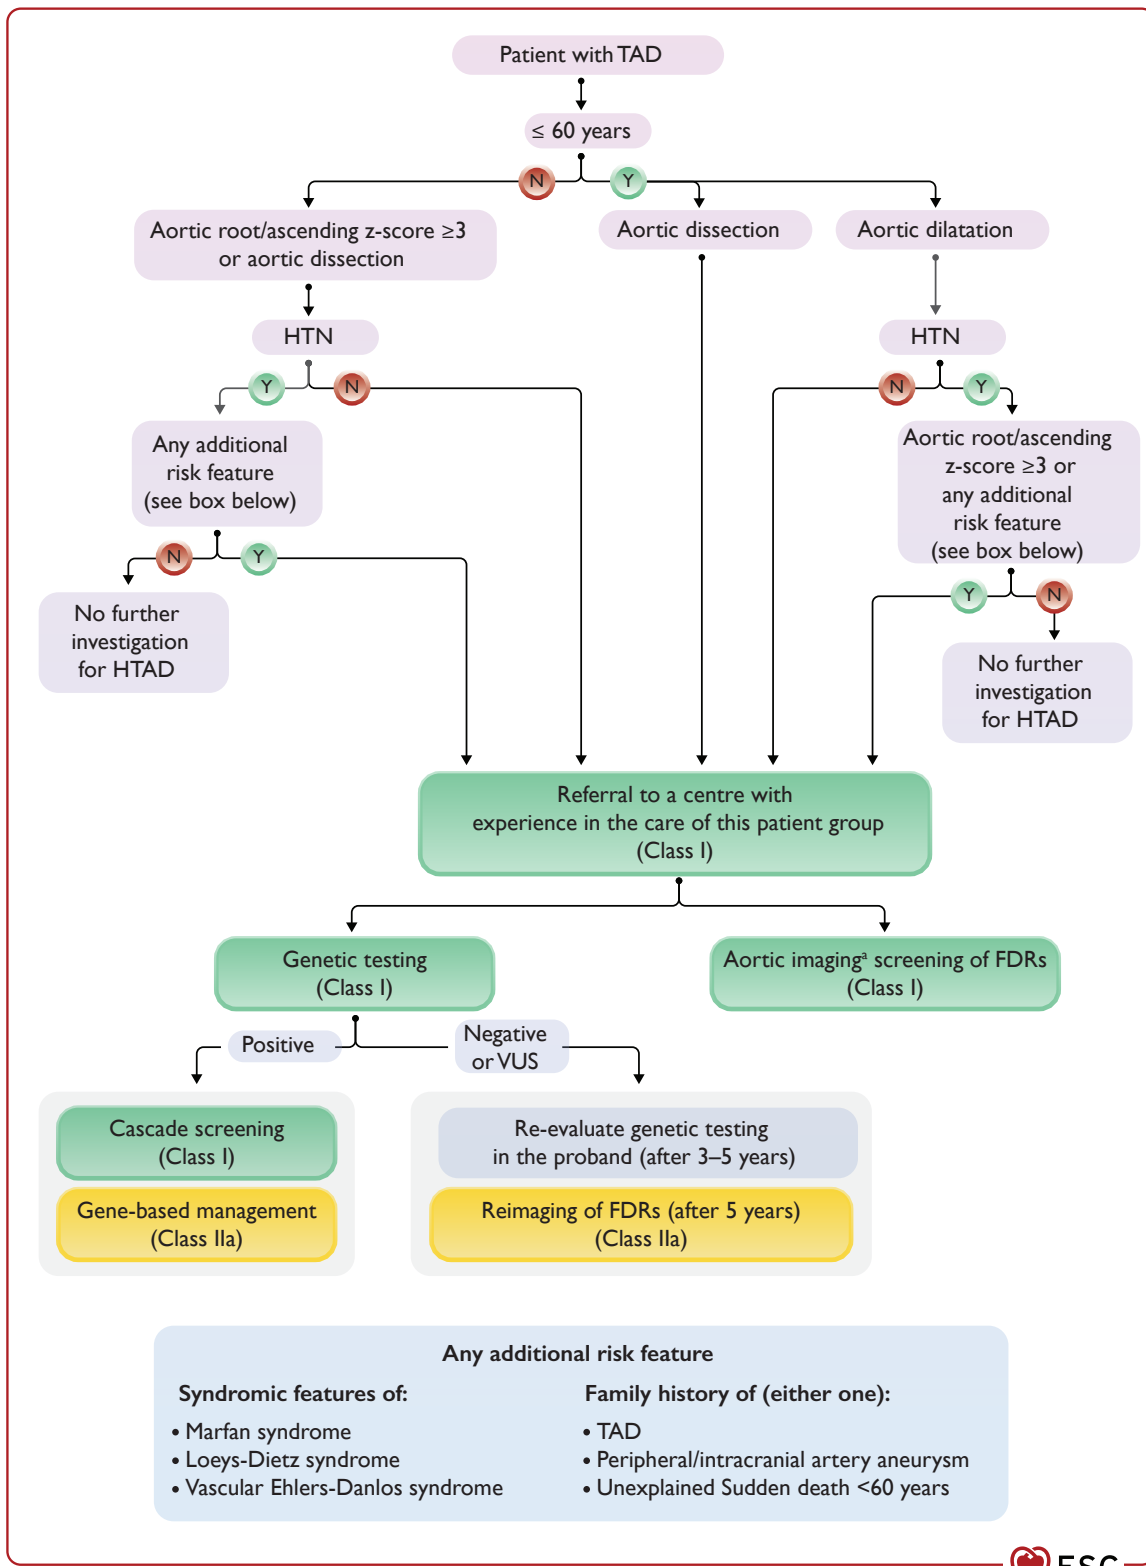 Patient with TAD
≤ 60 years
N
Y
Aortic root/ascending z-score ≥3
or aortic dissection
Aortic dissection
Aortic dilatation
HTN
HTN
Y
N
N
Y
Any additional
risk feature
(see box below)
Aortic root/ascending
z-score ≥3 or
any additional
risk feature
(see box below)
N
Y
Y
N
No further
investigation
for HTAD
No further
investigation
for HTAD
Referral to a centre with
experience in the care of this patient group
(Class I)
Genetic testing
(Class I)
Aortic imagingᵃ screening of FDRs
(Class I)
Positive
Negative
or VUS
Cascade screening
(Class I)
Gene-based management
(Class IIa)
Re-evaluate genetic testing
in the proband (after 3–5 years)
Reimaging of FDRs (after 5 years)
(Class IIa)
Any additional risk feature
Syndromic features of:
• Marfan syndrome
• Loeys-Dietz syndrome
• Vascular Ehlers-Danlos syndrome
Family history of (either one):
• TAD
• Peripheral/intracranial artery aneurysm
• Unexplained Sudden death <60 years
ESC